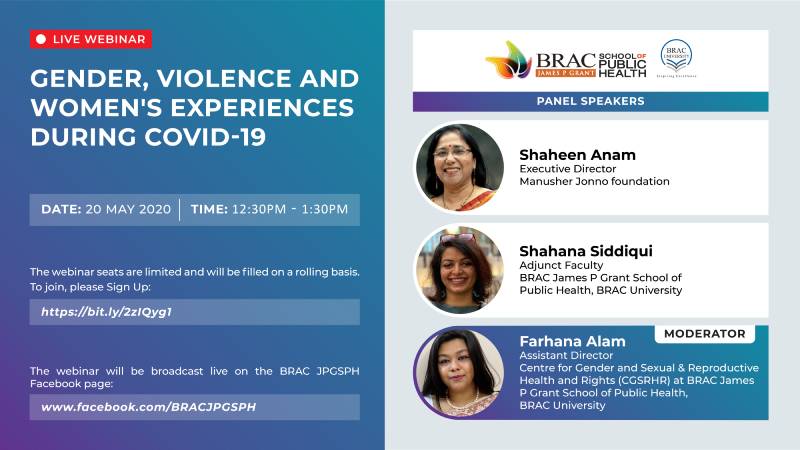 LIVE WEBINAR
GENDER, VIOLENCE AND
WOMEN'S EXPERIENCES
DURING COVID-19
DATE: 20 MAY 2020
TIME: 12:30PM - 1:30PM
The webinar seats are limited and will be filled on a rolling basis.
To join, please Sign Up:
https://bit.ly/2zIQyg1
The webinar will be broadcast live on the BRAC JPGSPH
Facebook page:
www.facebook.com/BRACJPGSPH
BRAC
JAMES P GRANT
SCHOOL OF
PUBLIC
HEALTH
BRAC
UNIVERSITY
Inspiring Excellence
PANEL SPEAKERS
Shaheen Anam
Executive Director
Manusher Jonno foundation
Shahana Siddiqui
Adjunct Faculty
BRAC James P Grant School of
Public Health, BRAC University
MODERATOR
Farhana Alam
Assistant Director
Centre for Gender and Sexual & Reproductive
Health and Rights (CGSRHR) at BRAC James
P Grant School of Public Health,
BRAC University